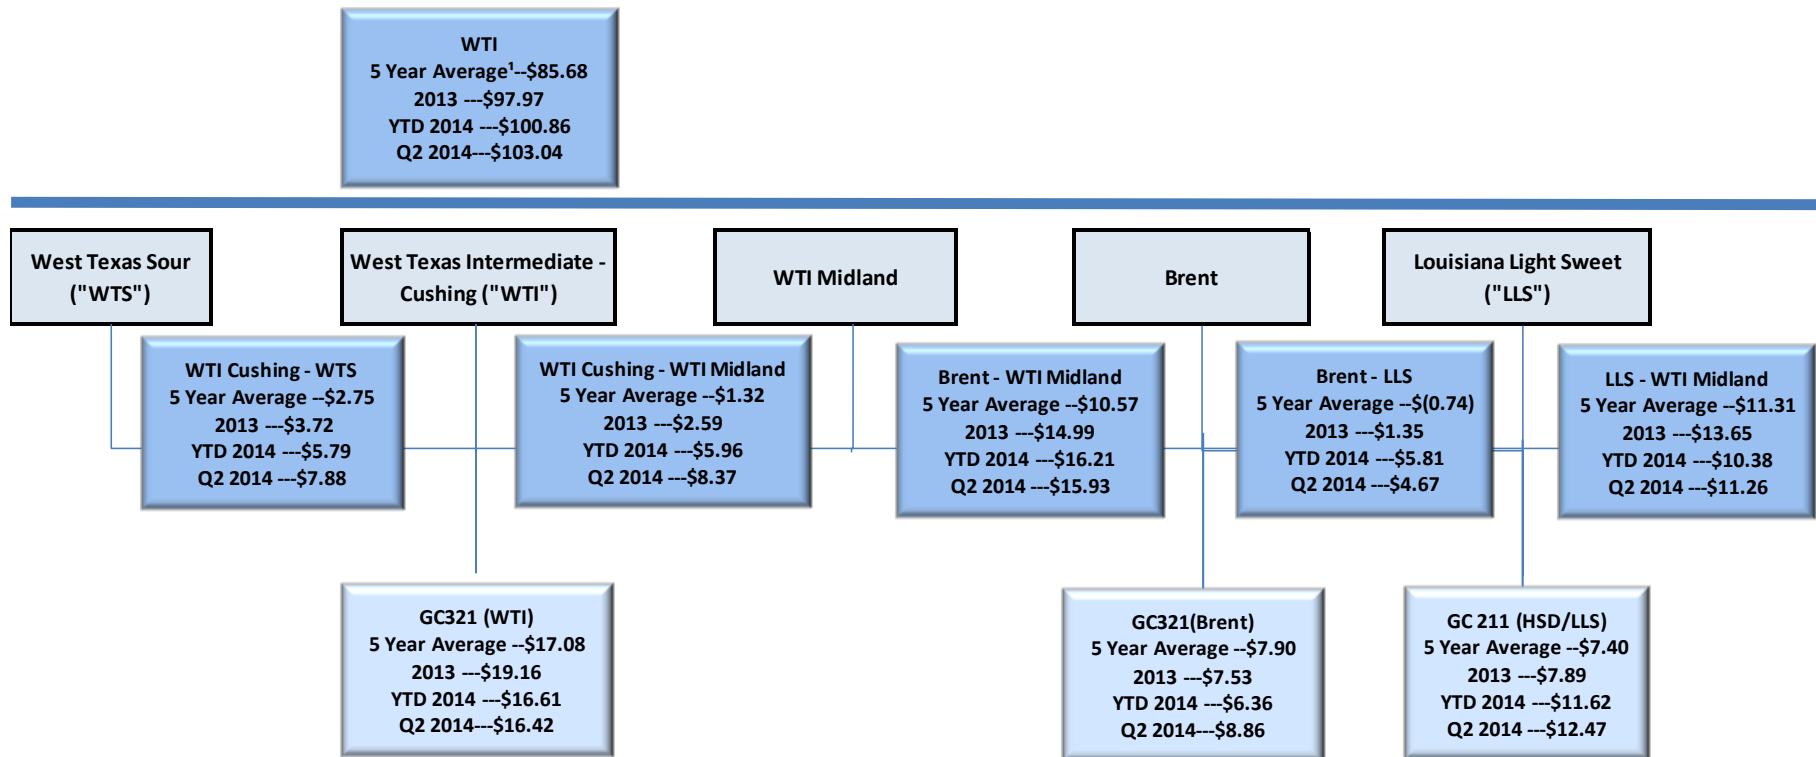 WTI
5 Year Average¹--$85.68
2013 ---$97.97
YTD 2014 ---$100.86
Q2 2014---$103.04
West Texas Sour
("WTS")
West Texas Intermediate -
Cushing ("WTI")
WTI Midland
Brent
Louisiana Light Sweet
("LLS")
WTI Cushing - WTS
5 Year Average --$2.75
2013 ---$3.72
YTD 2014 ---$5.79
Q2 2014 ---$7.88
WTI Cushing - WTI Midland
5 Year Average --$1.32
2013 ---$2.59
YTD 2014 ---$5.96
Q2 2014 ---$8.37
Brent - WTI Midland
5 Year Average --$10.57
2013 ---$14.99
YTD 2014 ---$16.21
Q2 2014 ---$15.93
Brent - LLS
5 Year Average --$(0.74)
2013 ---$1.35
YTD 2014 ---$5.81
Q2 2014 ---$4.67
LLS - WTI Midland
5 Year Average --$11.31
2013 ---$13.65
YTD 2014 ---$10.38
Q2 2014 ---$11.26
GC321 (WTI)
5 Year Average --$17.08
2013 ---$19.16
YTD 2014 ---$16.61
Q2 2014---$16.42
GC321(Brent)
5 Year Average --$7.90
2013 ---$7.53
YTD 2014 ---$6.36
Q2 2014---$8.86
GC 211 (HSD/LLS)
5 Year Average --$7.40
2013 ---$7.89
YTD 2014 ---$11.62
Q2 2014 ---$12.47